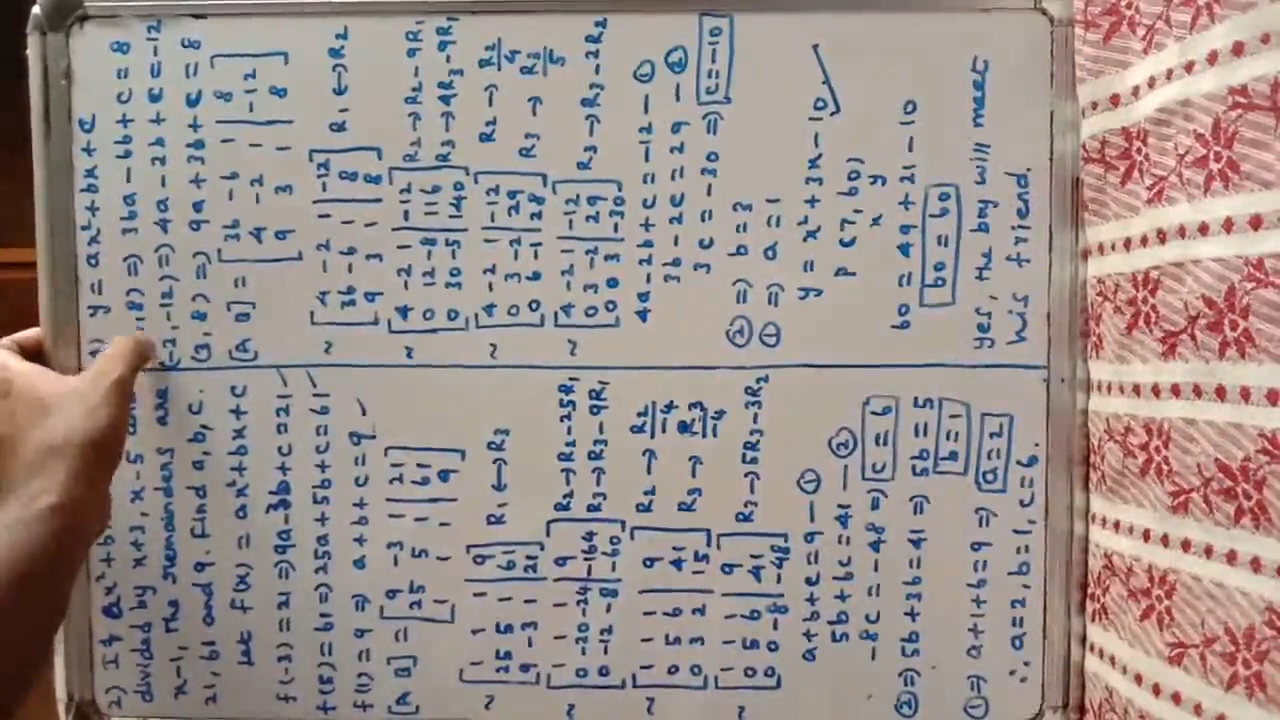 2) If ax²+b
divided by x+3, x-5
x-1, the remainders are
21, 61 and 9. Find a, b, c.
Let f(x) = ax²+bx+c
f(-3) = 21 ⇒ 9a-3b+c=21 ✓
f(5) = 61 ⇒ 25a+5b+c=61 ✓
f(1) = 9 ⇒ a+b+c=9 ✓
[A B] = [ 9 -3 1 | 21
25 5 1 | 61
1 1 1 | 9 ]
~ [ 1 1 1 | 9
25 5 1 | 61
9 -3 1 | 21 ] R₁ ↔ R₃
~ [ 1 1 1 | 9
0 -20 -24 | -164
0 -12 -8 | -60 ] R₂→R₂-25R₁
R₃→R₃-9R₁
~ [ 1 1 1 | 9
0 5 6 | 41
0 3 2 | 15 ] R₂ → R₂/-4
R₃ → R₃/-4
~ [ 1 1 1 | 9
0 5 6 | 41
0 0 -8 | -48 ] R₃→5R₃-3R₂
a+b+c=9 — ①
5b+6c=41 — ②
-8c=-48 ⇒ c=6
② ⇒ 5b+36=41 ⇒ 5b=5
b=1
① ⇒ a+1+6=9 ⇒ a=2
∴ a=2, b=1, c=6.
4) y = ax²+bx+c
8) ⇒ 36a-6b+c=8
(-2,-12) ⇒ 4a-2b+c=-12
(3, 8) ⇒ 9a+3b+c=8
[A B] = [ 36 -6 1 | 8
4 -2 1 | -12
9 3 1 | 8 ]
~ [ 4 -2 1 | -12
36 -6 1 | 8
9 3 1 | 8 ] R₁ ↔ R₂
~ [ 4 -2 1 | -12
0 12 -8 | 116
0 30 -5 | 140 ] R₂→R₂-9R₁
R₃→4R₃-9R₁
~ [ 4 -2 1 | -12
0 3 -2 | 29
0 6 -1 | 28 ] R₂ → R₂/4
R₃ → R₃/5
~ [ 4 -2 1 | -12
0 3 -2 | 29
0 0 3 | -30 ] R₃→R₃-2R₂
4a-2b+c=-12 — ①
3b-2c=29 — ②
3c=-30 ⇒ c=-10
② ⇒ b=3
① ⇒ a=1
y = x²+3x-10 ✓
P(7, 60)
x y
60 = 49+21-10
60 = 60
Yes, the boy will meet
his friend.